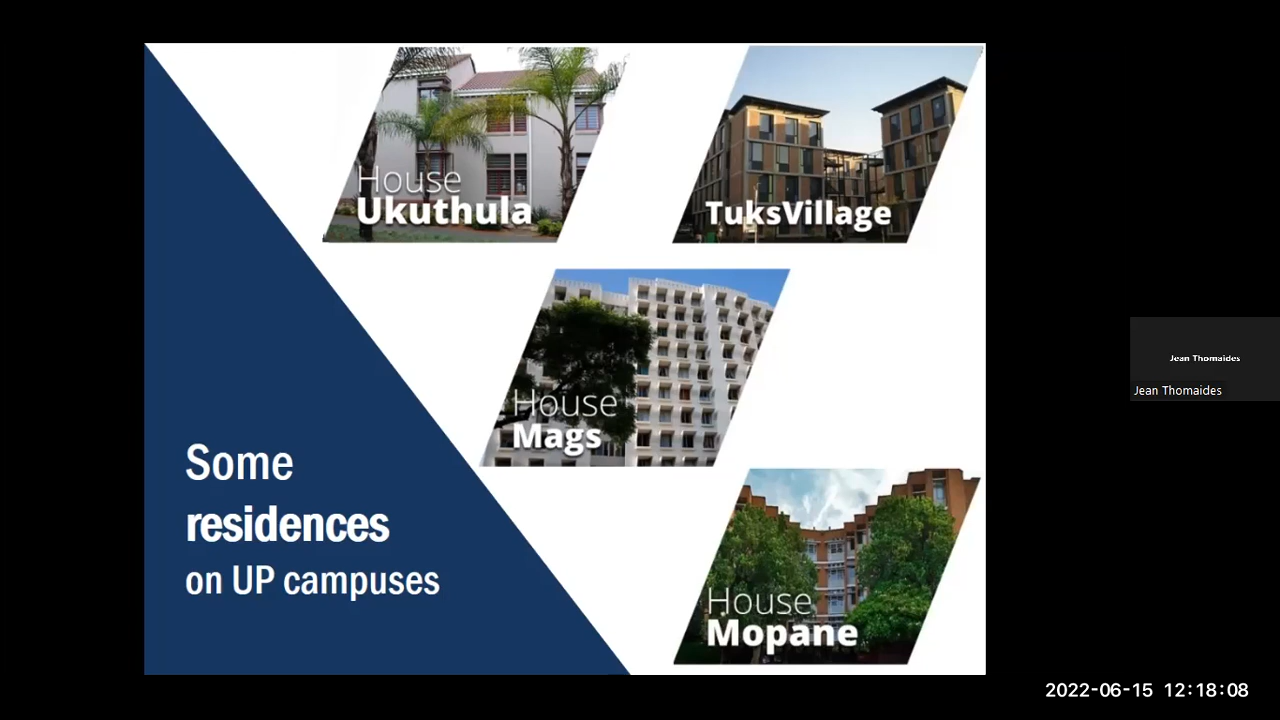 House
Ukuthula
TuksVillage
House
Mags
Some
residences
on UP campuses
House
Mopane
Jean Thomaides
Jean Thomaides
2022-06-15 12:18:08